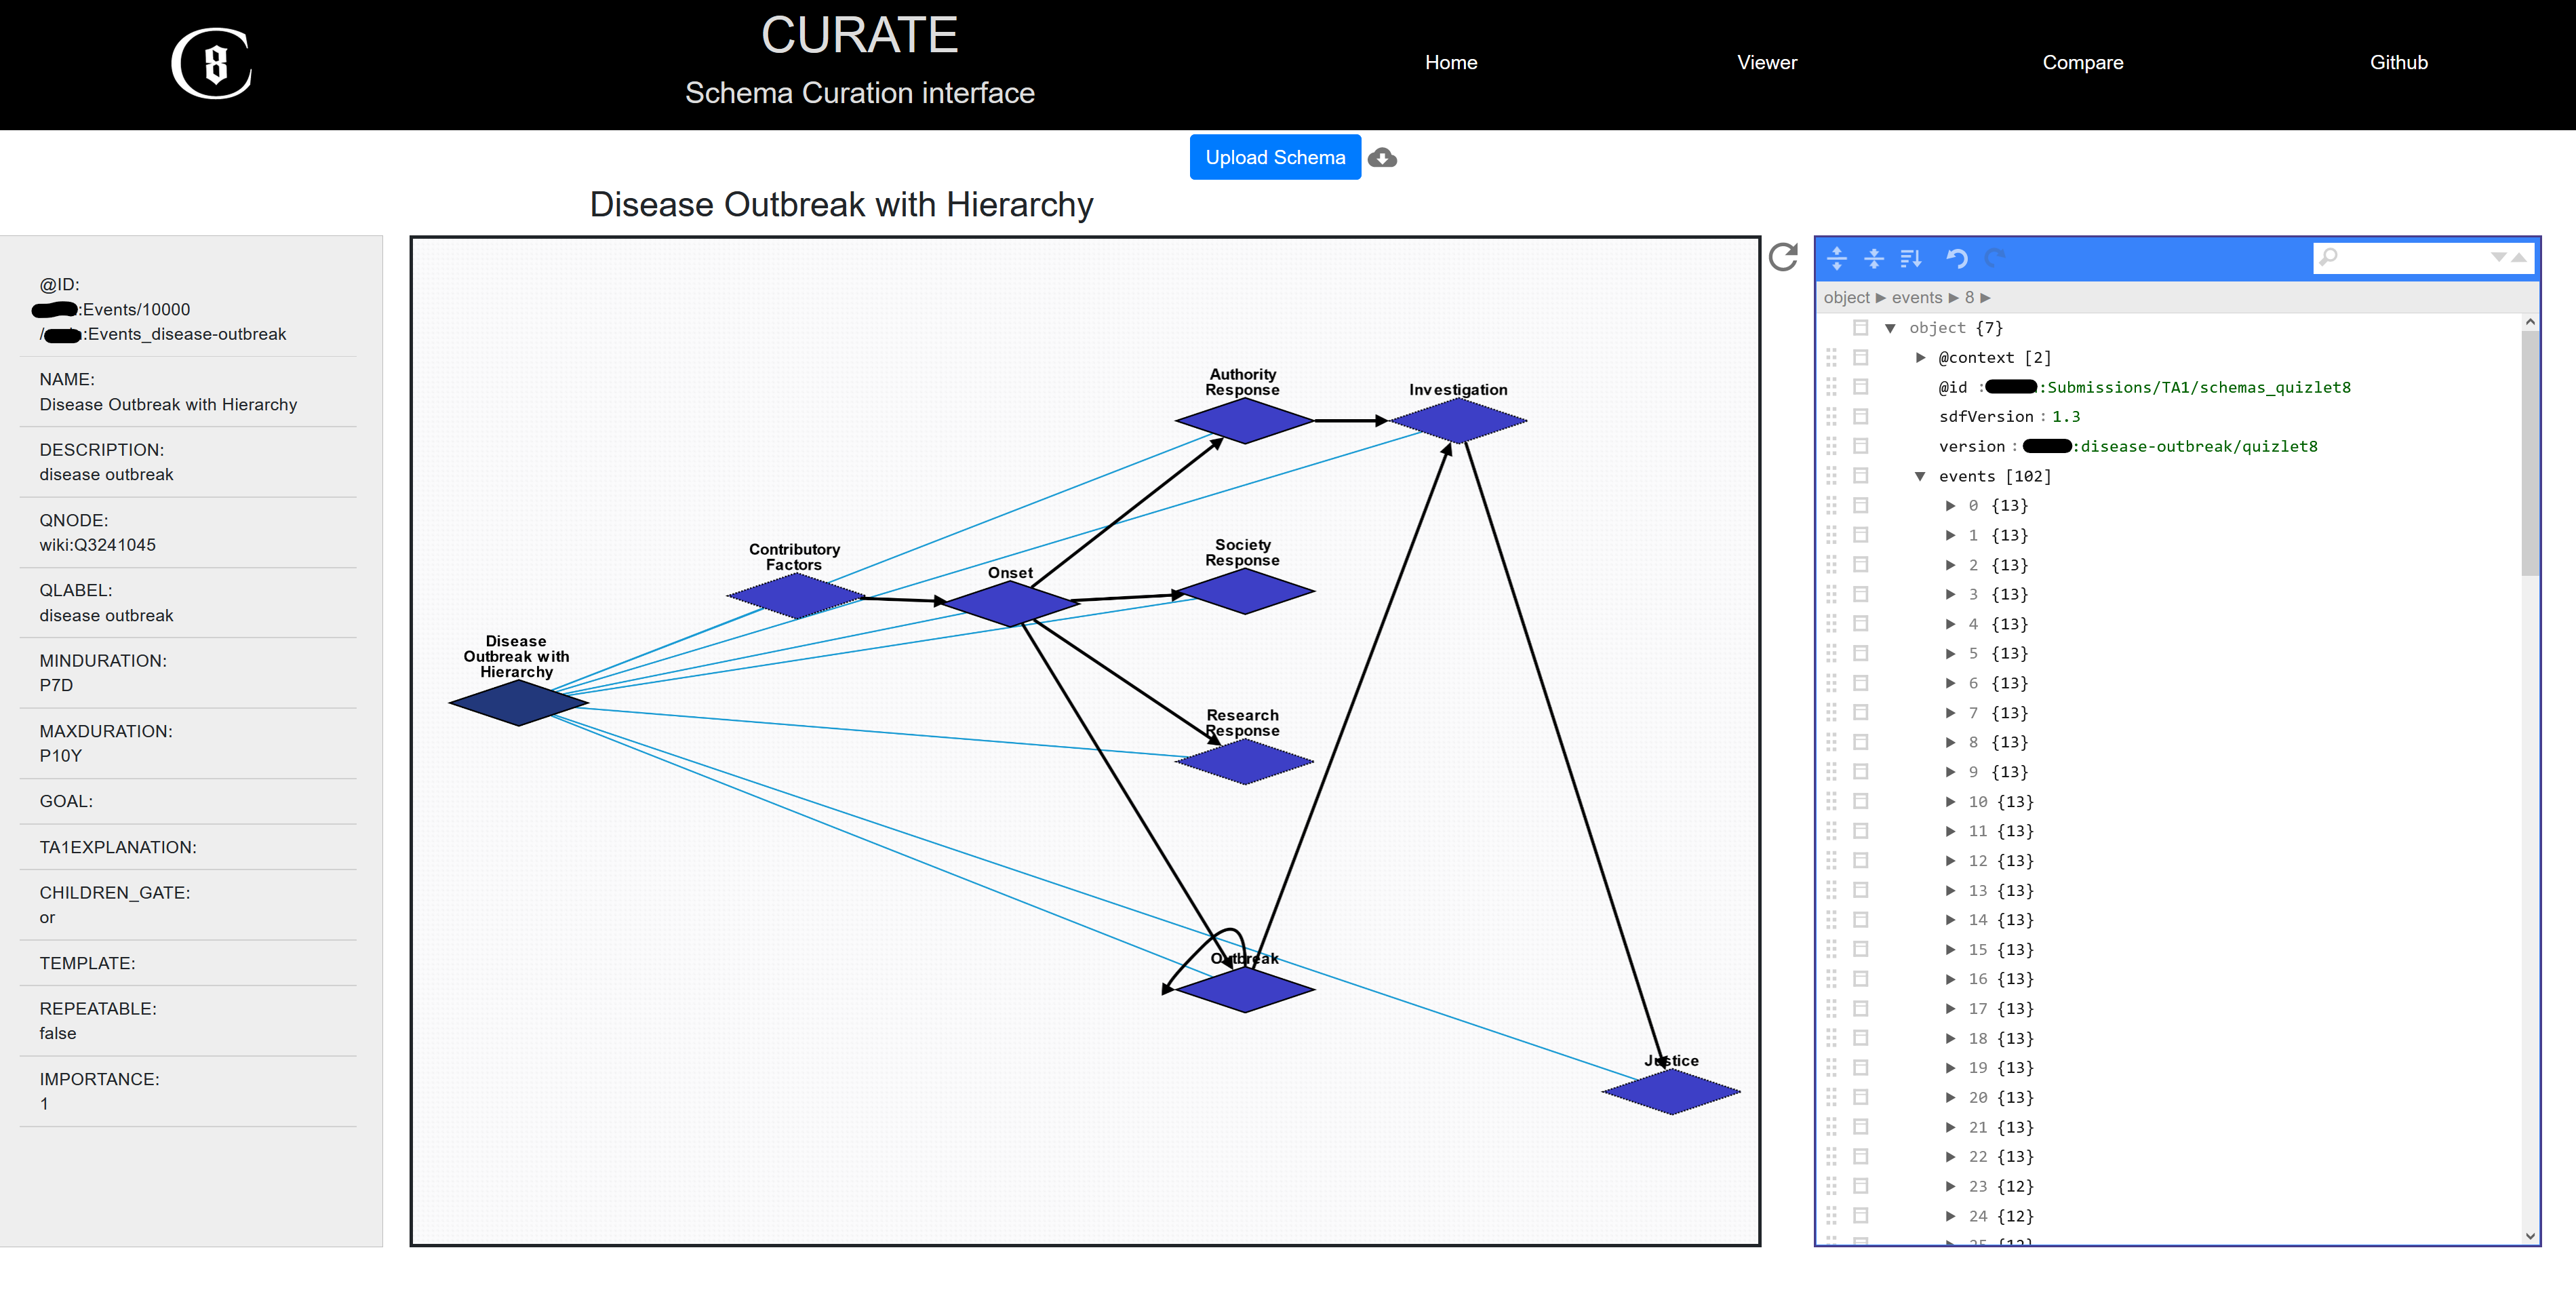 CURATE
Schema Curation interface
Home
Viewer
Compare
Github
Upload Schema
Disease Outbreak with Hierarchy
@ID:
:Events/10000
/:Events_disease-outbreak
NAME:
Disease Outbreak with Hierarchy
DESCRIPTION:
disease outbreak
QNODE:
wiki:Q3241045
QLABEL:
disease outbreak
MINDURATION:
P7D
MAXDURATION:
P10Y
GOAL:
TA1EXPLANATION:
CHILDREN_GATE:
or
TEMPLATE:
REPEATABLE:
false
IMPORTANCE:
1
Authority
Response
Investigation
Contributory
Factors
Onset
Society
Response
Disease
Outbreak with
Hierarchy
Research
Response
Outbreak
Justice
object ► events ► 8 ►
object {7}
@context [2]
@id : :Submissions/TA1/schemas_quizlet8
sdfVersion : 1.3
version : :disease-outbreak/quizlet8
events [102]
0 {13}
1 {13}
2 {13}
3 {13}
4 {13}
5 {13}
6 {13}
7 {13}
8 {13}
9 {13}
10 {13}
11 {13}
12 {13}
13 {13}
14 {13}
15 {13}
16 {13}
17 {13}
18 {13}
19 {13}
20 {13}
21 {13}
22 {13}
23 {12}
24 {12}
25 {12}